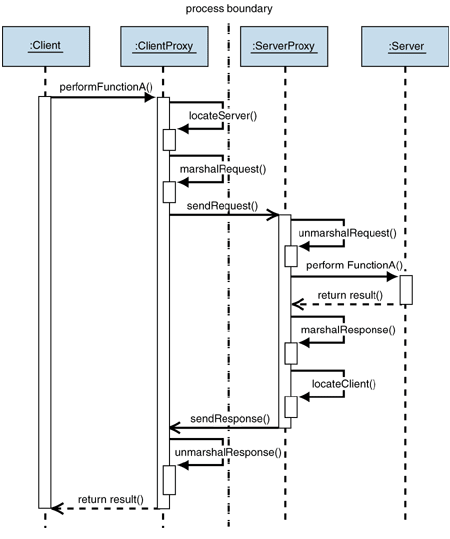 process boundary
:Client
:ClientProxy
:ServerProxy
:Server
performFunctionA()
locateServer()
marshalRequest()
sendRequest()
unmarshalRequest()
perform FunctionA()
return result()
marshalResponse()
locateClient()
sendResponse()
unmarshalResponse()
return result()